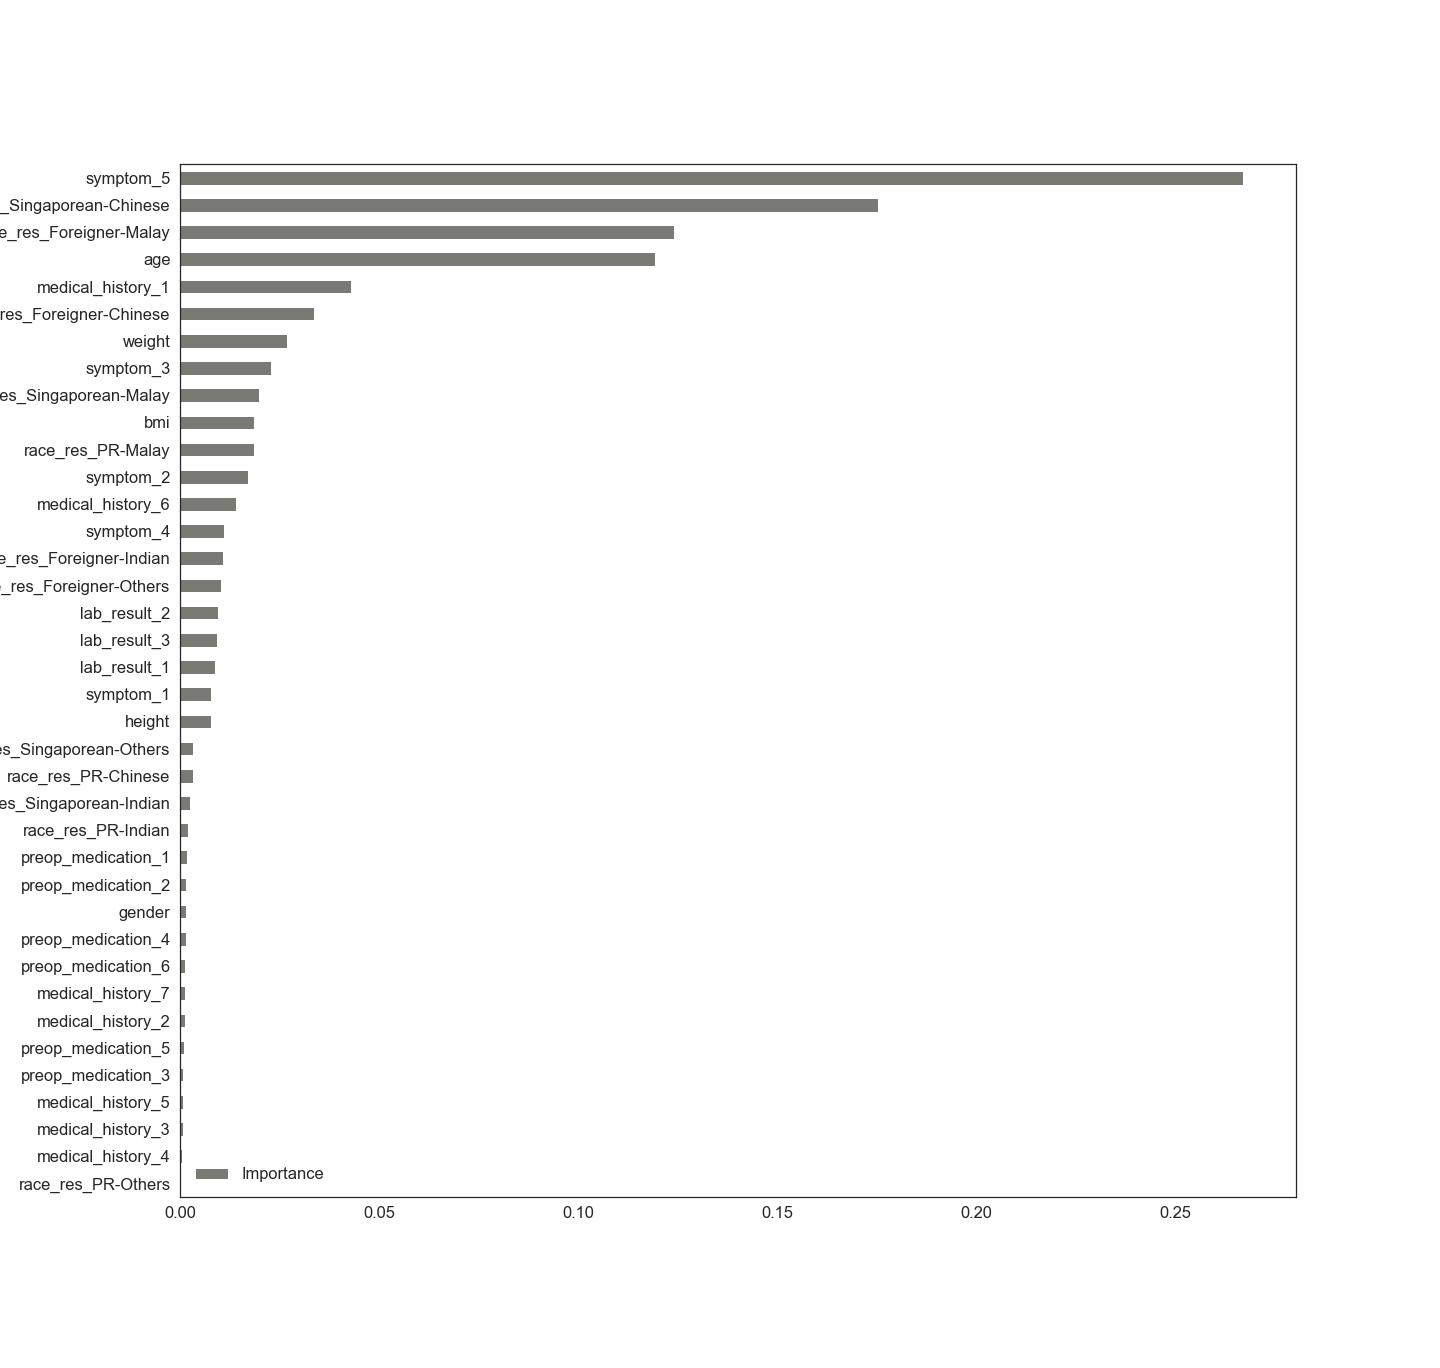 symptom_5
_Singaporean-Chinese
e_res_Foreigner-Malay
age
medical_history_1
res_Foreigner-Chinese
weight
symptom_3
es_Singaporean-Malay
bmi
race_res_PR-Malay
symptom_2
medical_history_6
symptom_4
e_res_Foreigner-Indian
_res_Foreigner-Others
lab_result_2
lab_result_3
lab_result_1
symptom_1
height
es_Singaporean-Others
race_res_PR-Chinese
es_Singaporean-Indian
race_res_PR-Indian
preop_medication_1
preop_medication_2
gender
preop_medication_4
preop_medication_6
medical_history_7
medical_history_2
preop_medication_5
preop_medication_3
medical_history_5
medical_history_3
medical_history_4
Importance
race_res_PR-Others
0.00 0.05 0.10 0.15 0.20 0.25